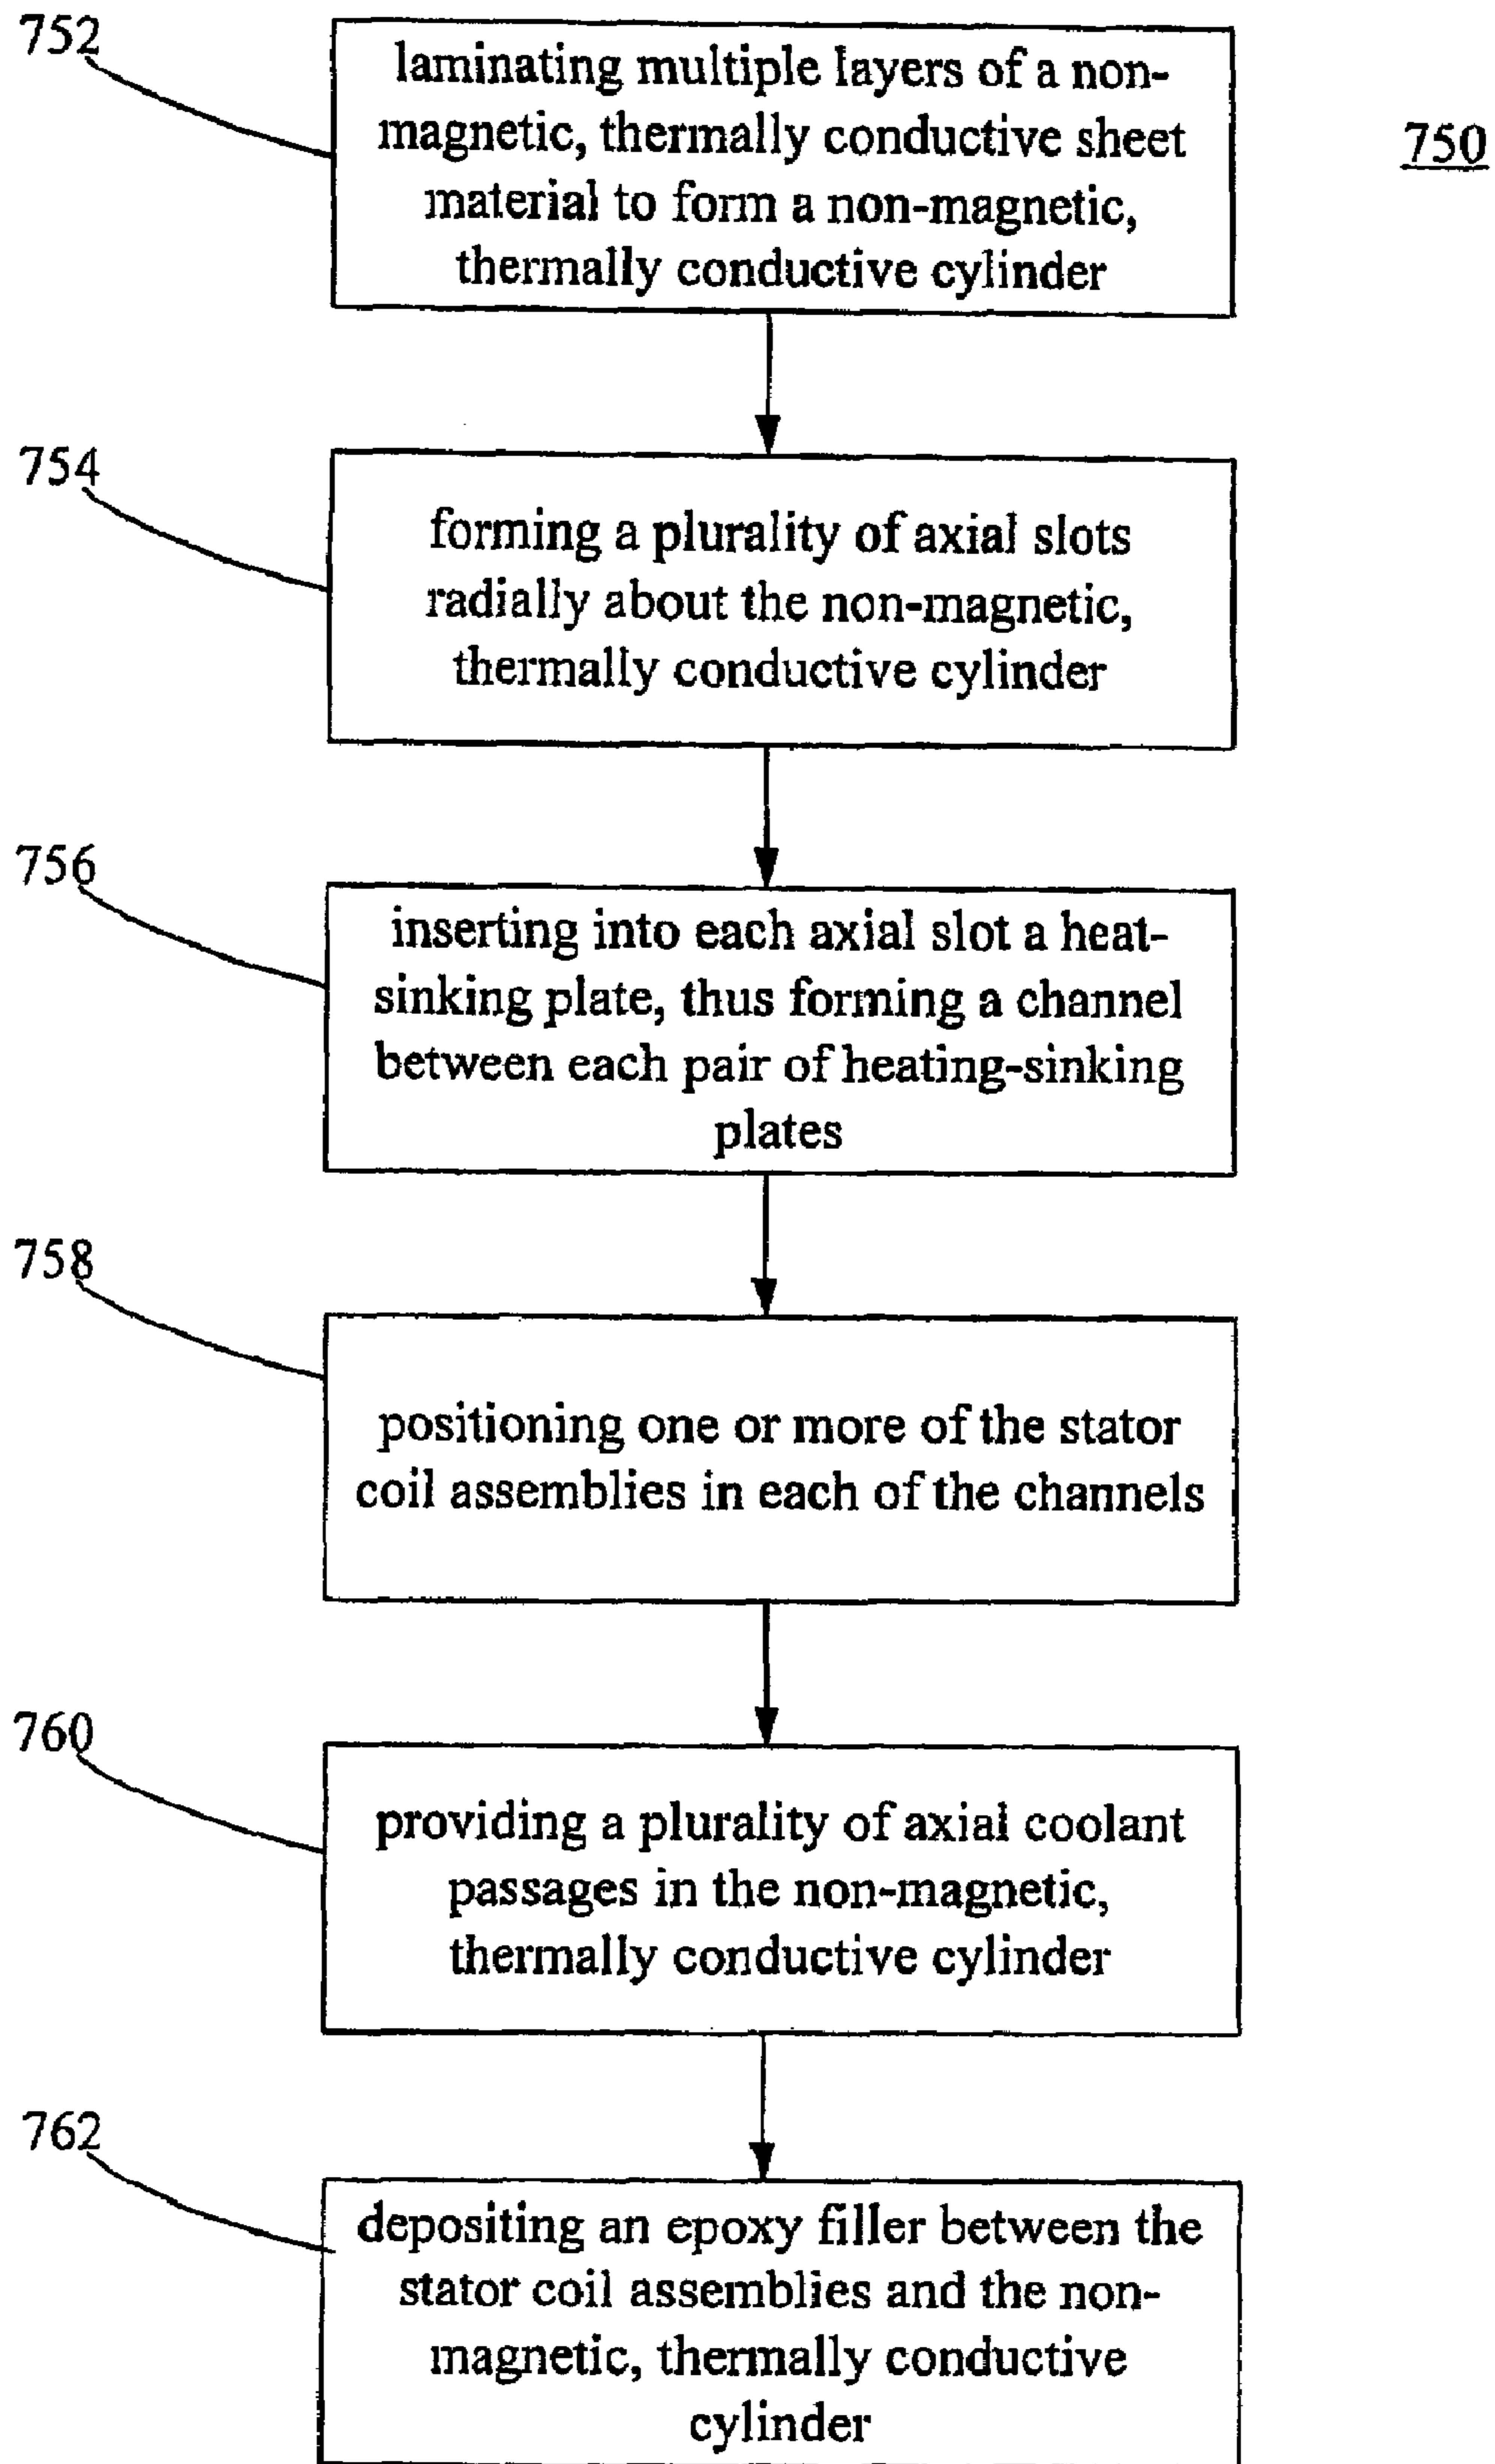 752
laminating multiple layers of a non-
magnetic, thermally conductive sheet
material to form a non-magnetic,
thermally conductive cylinder
750
754
forming a plurality of axial slots
radially about the non-magnetic,
thermally conductive cylinder
756
inserting into each axial slot a heat-
sinking plate, thus forming a channel
between each pair of heating-sinking
plates
758
positioning one or more of the stator
coil assemblies in each of the channels
760
providing a plurality of axial coolant
passages in the non-magnetic,
thermally conductive cylinder
762
depositing an epoxy filler between the
stator coil assemblies and the non-
magnetic, thermally conductive
cylinder